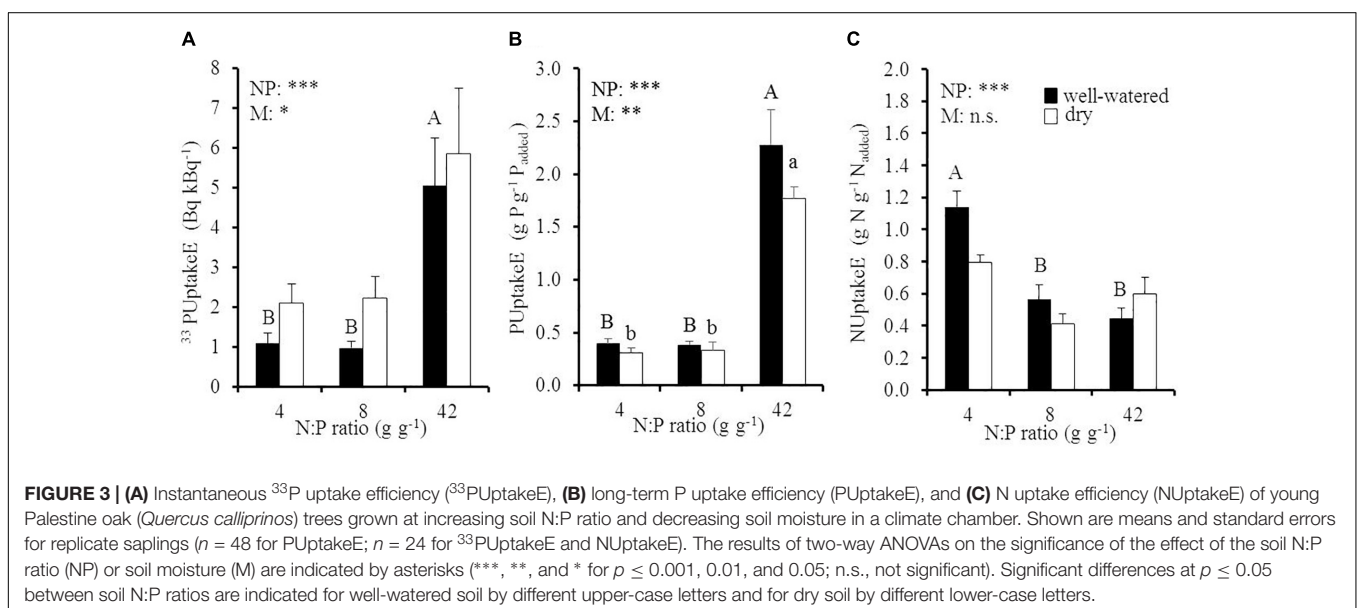 A
8
7
6
5
4
3
2
1
0
³³ PUptakeE (Bq kBq⁻¹)
NP: ***
M: *
B
B
A
4
8
42
N:P ratio (g g⁻¹)
B
3.0
2.5
2.0
1.5
1.0
0.5
0.0
PUptakeE (g P g⁻¹ P added)
NP: ***
M: **
B
b
B
b
A
a
4
8
42
N:P ratio (g g⁻¹)
C
2.0
1.8
1.6
1.4
1.2
1.0
0.8
0.6
0.4
0.2
0.0
NUptakeE (g N g⁻¹ N added)
NP: ***
M: n.s.
well-watered
dry
A
B
B
4
8
42
N:P ratio (g g⁻¹)
FIGURE 3 | (A) Instantaneous ³³P uptake efficiency (³³PUptakeE), (B) long-term P uptake efficiency (PUptakeE), and (C) N uptake efficiency (NUptakeE) of young
Palestine oak (Quercus calliprinos) trees grown at increasing soil N:P ratio and decreasing soil moisture in a climate chamber. Shown are means and standard errors
for replicate saplings (n = 48 for PUptakeE; n = 24 for ³³PUptakeE and NUptakeE). The results of two-way ANOVAs on the significance of the effect of the soil N:P
ratio (NP) or soil moisture (M) are indicated by asterisks (***, **, and * for p ≤ 0.001, 0.01, and 0.05; n.s., not significant). Significant differences at p ≤ 0.05
between soil N:P ratios are indicated for well-watered soil by different upper-case letters and for dry soil by different lower-case letters.